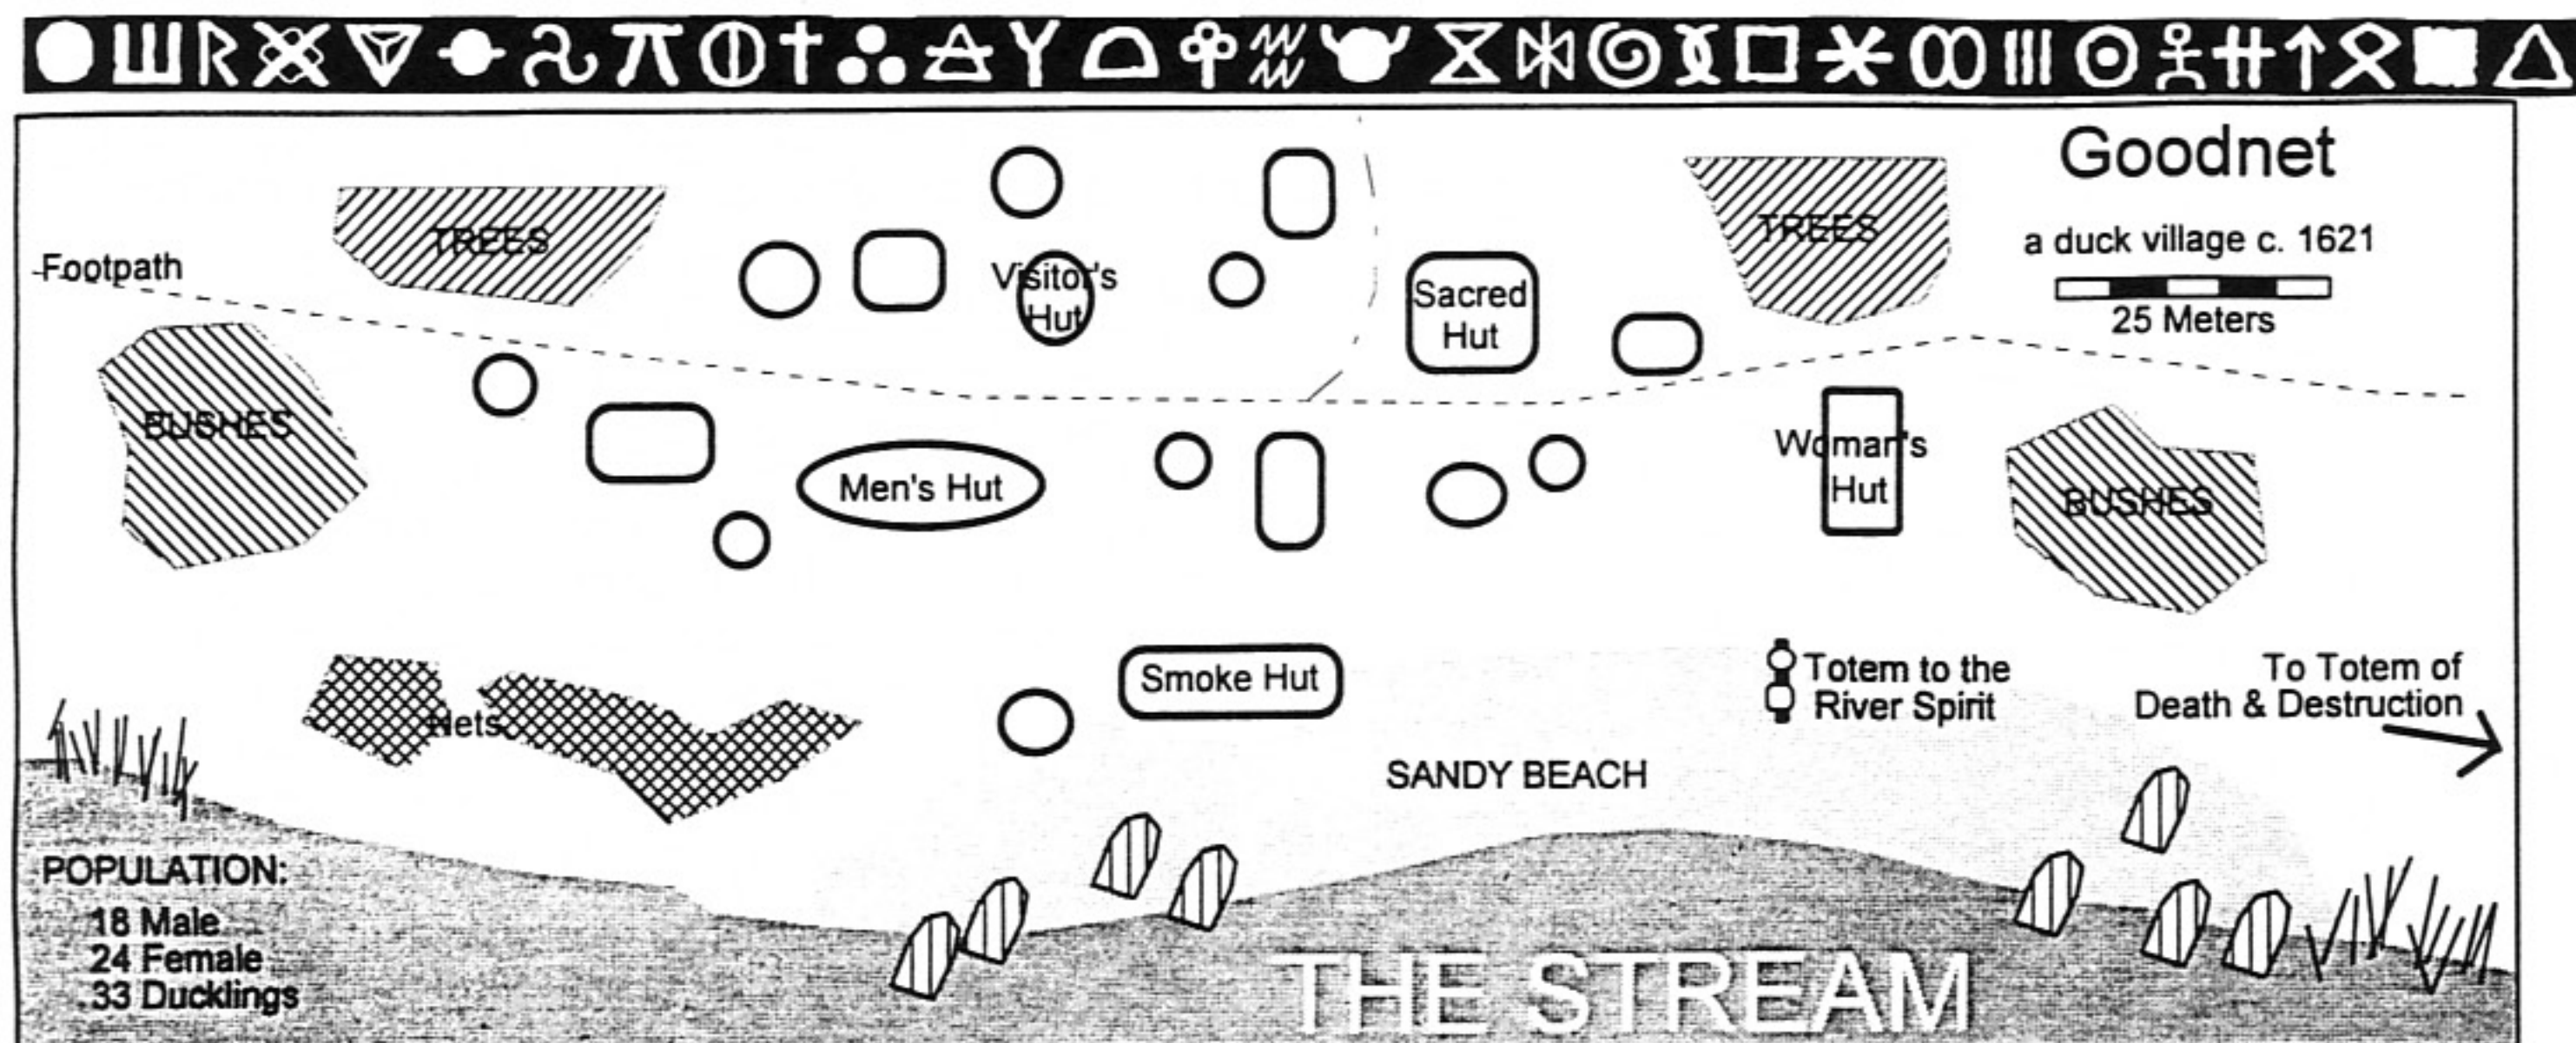 Goodnet
a duck village c. 1621
25 Meters
TREES
TREES
Footpath
Visitor's
Hut
Sacred
Hut
BUSHES
Men's Hut
Woman's
Hut
BUSHES
Smoke Hut
Totem to the
River Spirit
To Totem of
Death & Destruction
Nets
SANDY BEACH
POPULATION:
18 Male
24 Female
33 Ducklings
THE STREAM